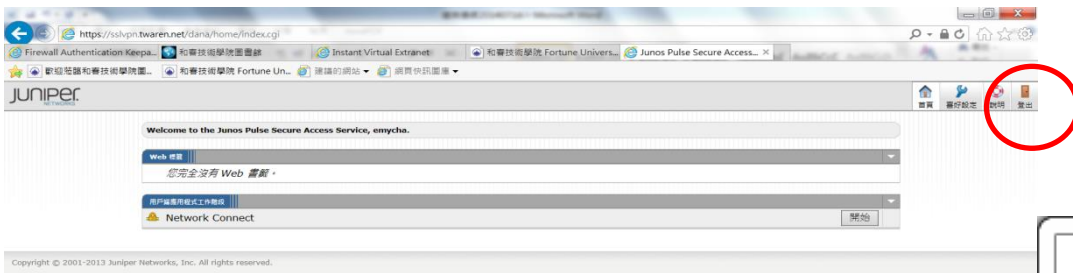 https://sslvpn.twaren.net/dana/home/index.cgi
Firewall Authentication Keepa... 和春技術學院圖書館 Instant Virtual Extranet 和春技術學院 Fortune Univers... Junos Pulse Secure Access... ×
歡迎蒞臨和春技術學院圖... 和春技術學院 Fortune Un... 建議的網站 網頁快訊圖庫
JUNIPER NETWORKS
首頁 喜好設定 說明 登出
Welcome to the Junos Pulse Secure Access Service, emycha.
Web 書籤
您完全沒有 Web 書籤。
用戶端應用程式工作階段
Network Connect 開始
Copyright © 2001-2013 Juniper Networks, Inc. All rights reserved.